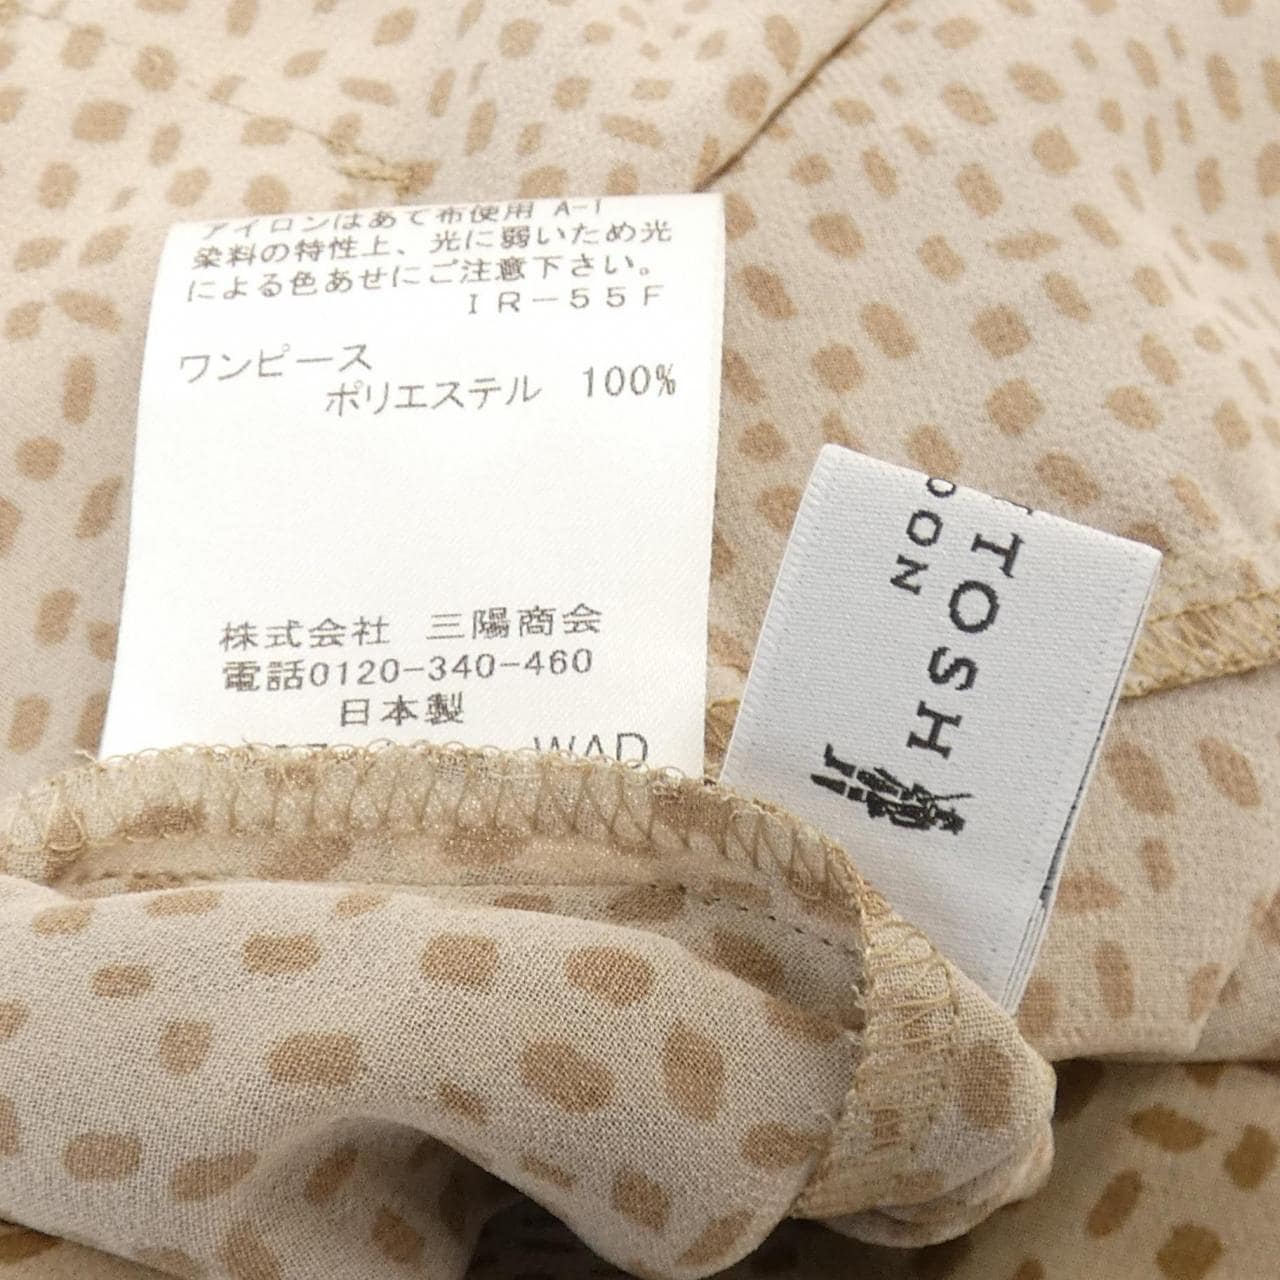 アイロンはあて布使用 A-1
染料の特性上、光に弱いため光
による色あせにご注意下さい。
IR-55F
ワンピース
ポリエステル 100%
株式会社 三陽商会
電話0120-340-460
日本製
WAD
TOSH
DON